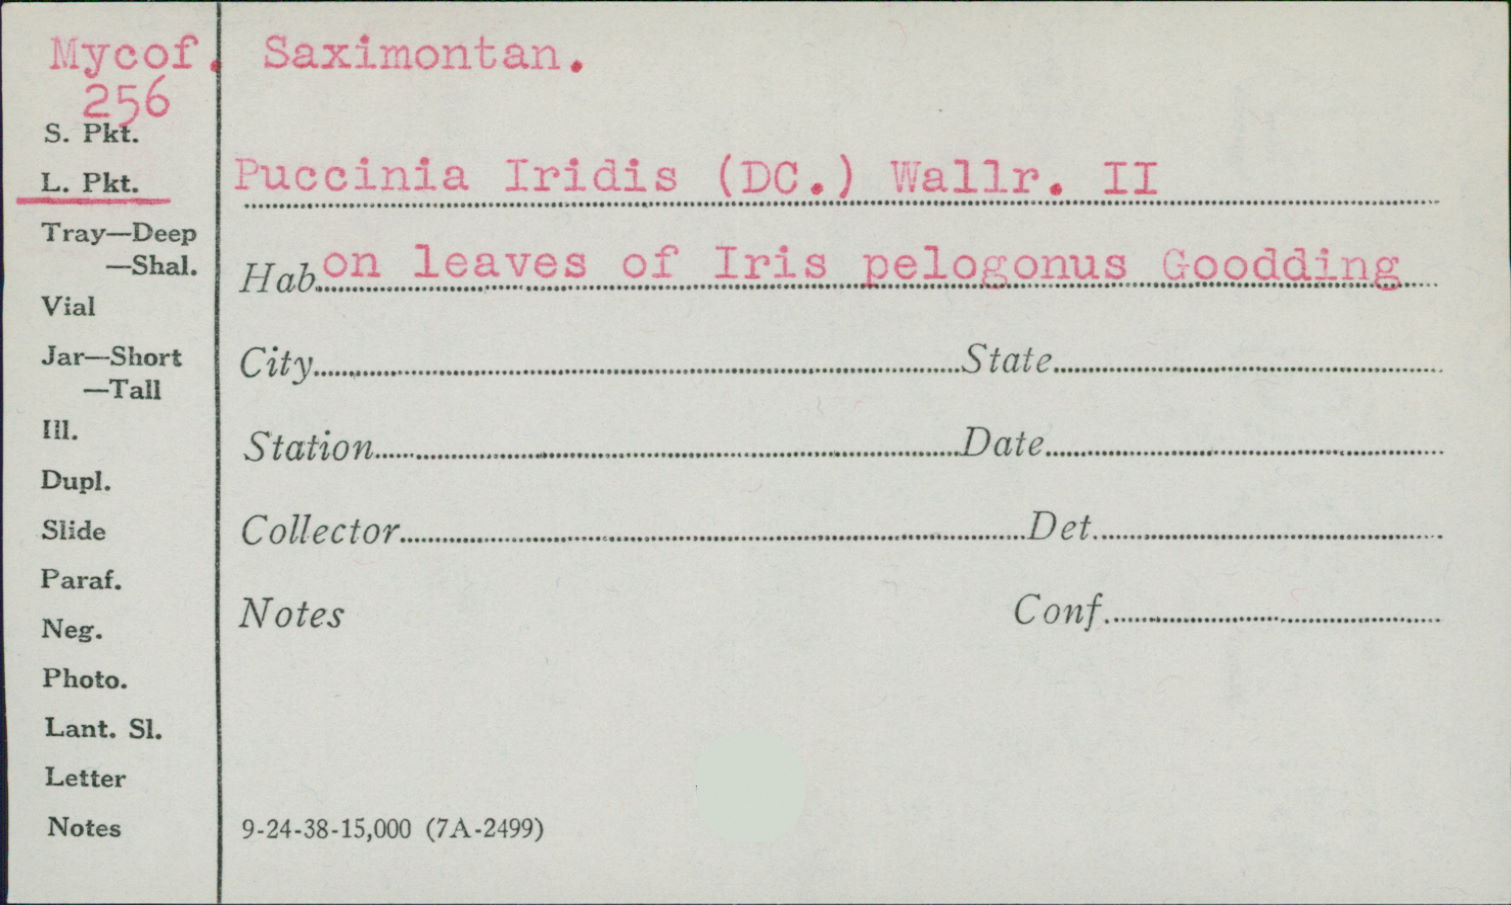 Mycof. Saximontan.
256
S. Pkt.
L. Pkt.
Puccinia Iridis (DC.) Wallr. II
Tray—Deep
—Shal.
Hab. on leaves of Iris pelogonus Goodding
Vial
Jar—Short
—Tall
City State
Ill.
Station Date
Dupl.
Slide
Collector Det.
Paraf.
Neg.
Notes Conf.
Photo.
Lant. Sl.
Letter
Notes
9-24-38-15,000 (7A-2499)